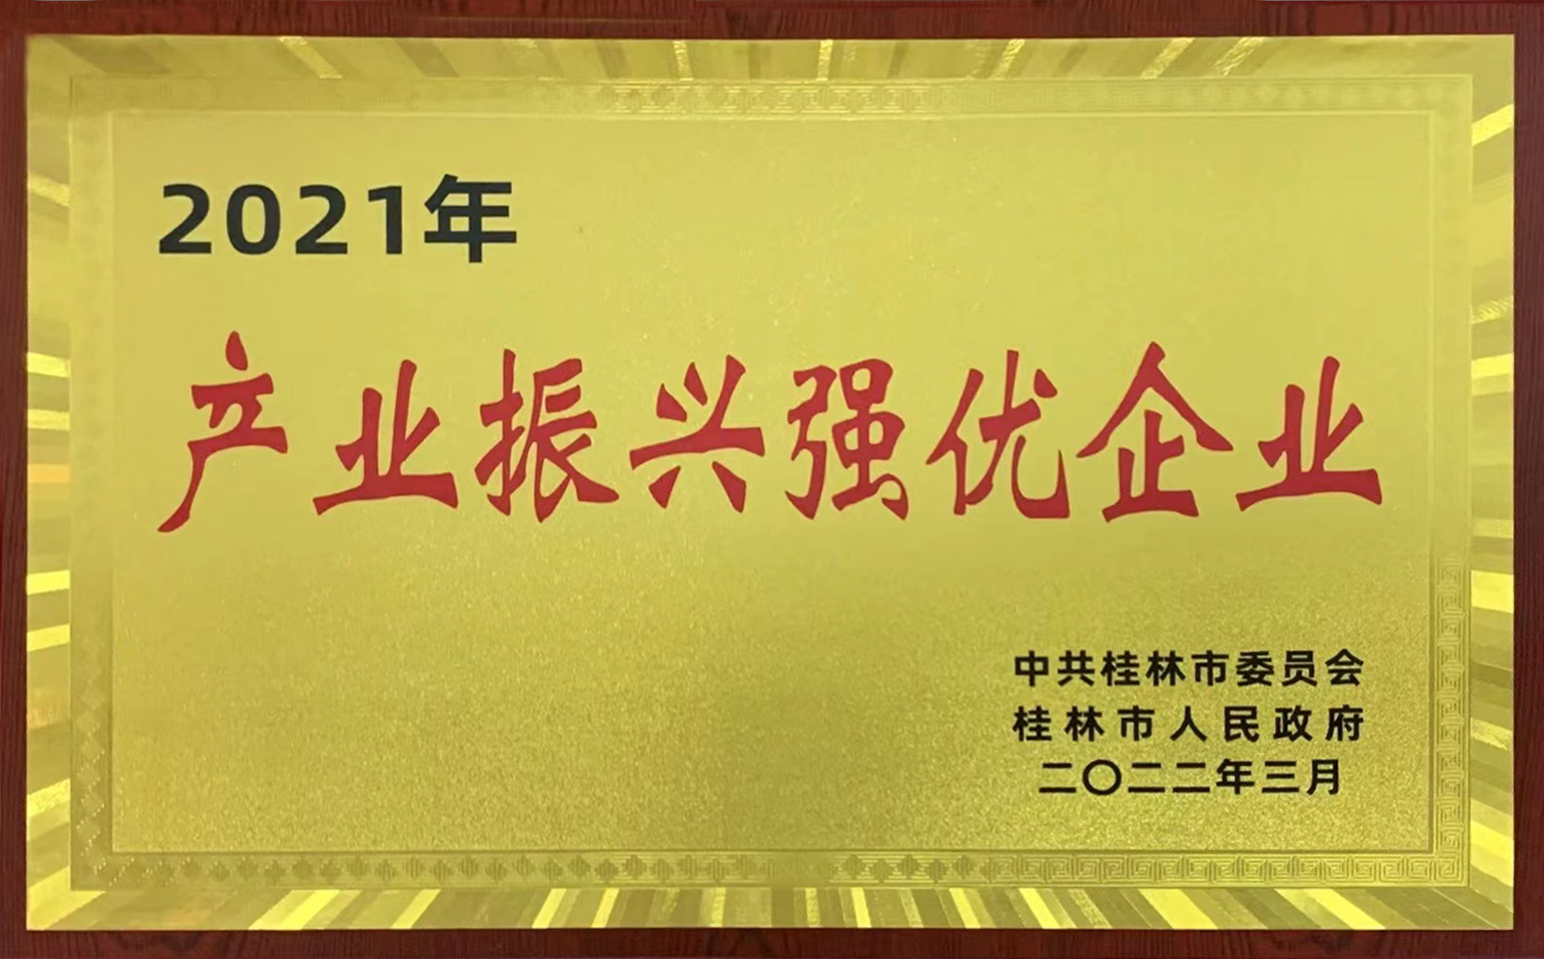 2021年
产业振兴强优企业
中共桂林市委员会
桂林市人民政府
二〇二二年三月